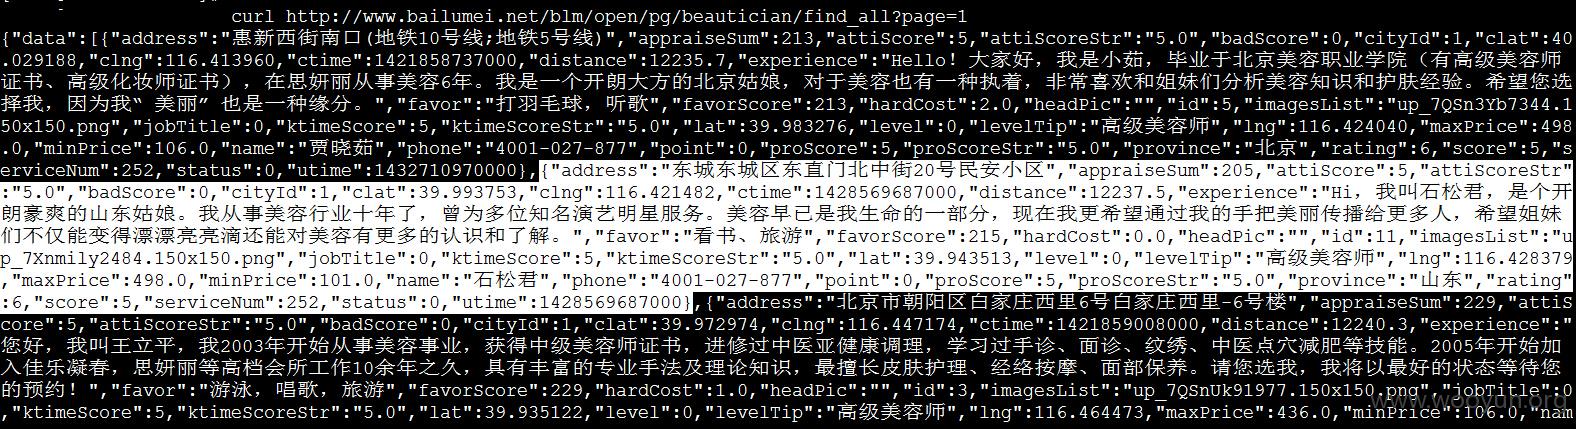 curl http://www.bailumei.net/blm/open/pg/beautician/find_all?page=1
{"data":[{"address":"惠新西街南口(地铁10号线;地铁5号线)","appraiseSum":213,"attiScore":5,"attiScoreStr":"5.0","badScore":0,"cityId":1,"clat":40
.029188,"clng":116.413960,"ctime":1421858737000,"distance":12235.7,"experience":"Hello! 大家好，我是小茹，毕业于北京美容职业学院（有高级美容师
证书、高级化妆师证书），在思妍丽从事美容6年。我是一个开朗大方的北京姑娘，对于美容也有一种执着，非常喜欢和姐妹们分析美容知识和护肤经验。希望您选
择我，因为我“美丽”也是一种缘分。","favor":"打羽毛球，听歌","favorScore":213,"hardCost":2.0,"headPic":"","id":5,"imagesList":"up_7QSn3Yb7344.1
50x150.png","jobTitle":0,"ktimeScore":5,"ktimeScoreStr":"5.0","lat":39.983276,"level":0,"levelTip":"高级美容师","lng":116.424040,"maxPrice":498
.0,"minPrice":106.0,"name":"贾晓茹","phone":"4001-027-877","point":0,"proScore":5,"proScoreStr":"5.0","province":"北京","rating":6,"score":5,"s
erviceNum":252,"status":0,"utime":1432710970000},{"address":"东城东城区东直门北中街20号民安小区","appraiseSum":205,"attiScore":5,"attiScoreStr"
:"5.0","badScore":0,"cityId":1,"clat":39.993753,"clng":116.421482,"ctime":1428569687000,"distance":12237.5,"experience":"Hi，我叫石松君，是个开
朗豪爽的山东姑娘。我从事美容行业十年了，曾为多位知名演艺明星服务。美容早已是我生命的一部分，现在我更希望通过我的手把美丽传播给更多人，希望姐妹
们不仅能变得漂漂亮亮滴还能对美容有更多的认识和了解。","favor":"看书、旅游","favorScore":215,"hardCost":0.0,"headPic":"","id":11,"imagesList":"u
p_7Xnmily2484.150x150.png","jobTitle":0,"ktimeScore":5,"ktimeScoreStr":"5.0","lat":39.943513,"level":0,"levelTip":"高级美容师","lng":116.428379
,"maxPrice":498.0,"minPrice":101.0,"name":"石松君","phone":"4001-027-877","point":0,"proScore":5,"proScoreStr":"5.0","province":"山东","rating"
:6,"score":5,"serviceNum":252,"status":0,"utime":1428569687000},{"address":"北京市朝阳区白家庄西里6号白家庄西里-6号楼","appraiseSum":229,"attiS
core":5,"attiScoreStr":"5.0","badScore":0,"cityId":1,"clat":39.972974,"clng":116.447174,"ctime":1421859008000,"distance":12240.3,"experience":"
您好，我叫王立平，我2003年开始从事美容事业，获得中级美容师证书，进修过中医亚健康调理，学习过手诊、面诊、纹绣、中医点穴减肥等技能。2005年开始加
入佳乐凝春，思妍丽等高档会所工作10余年之久，具有丰富的专业手法及理论知识，最擅长皮肤护理、经络按摩、面部保养。请您选我，我将以最好的状态等待您
的预约！","favor":"游泳，唱歌，旅游","favorScore":229,"hardCost":1.0,"headPic":"","id":3,"imagesList":"up_7QSnUk91977.150x150.png","jobTitle":0
,"ktimeScore":5,"ktimeScoreStr":"5.0","lat":39.935122,"level":0,"levelTip":"高级美容师","lng":116.464473,"maxPrice":436.0,"minPrice":106.0,"nam
www.wooyun.org